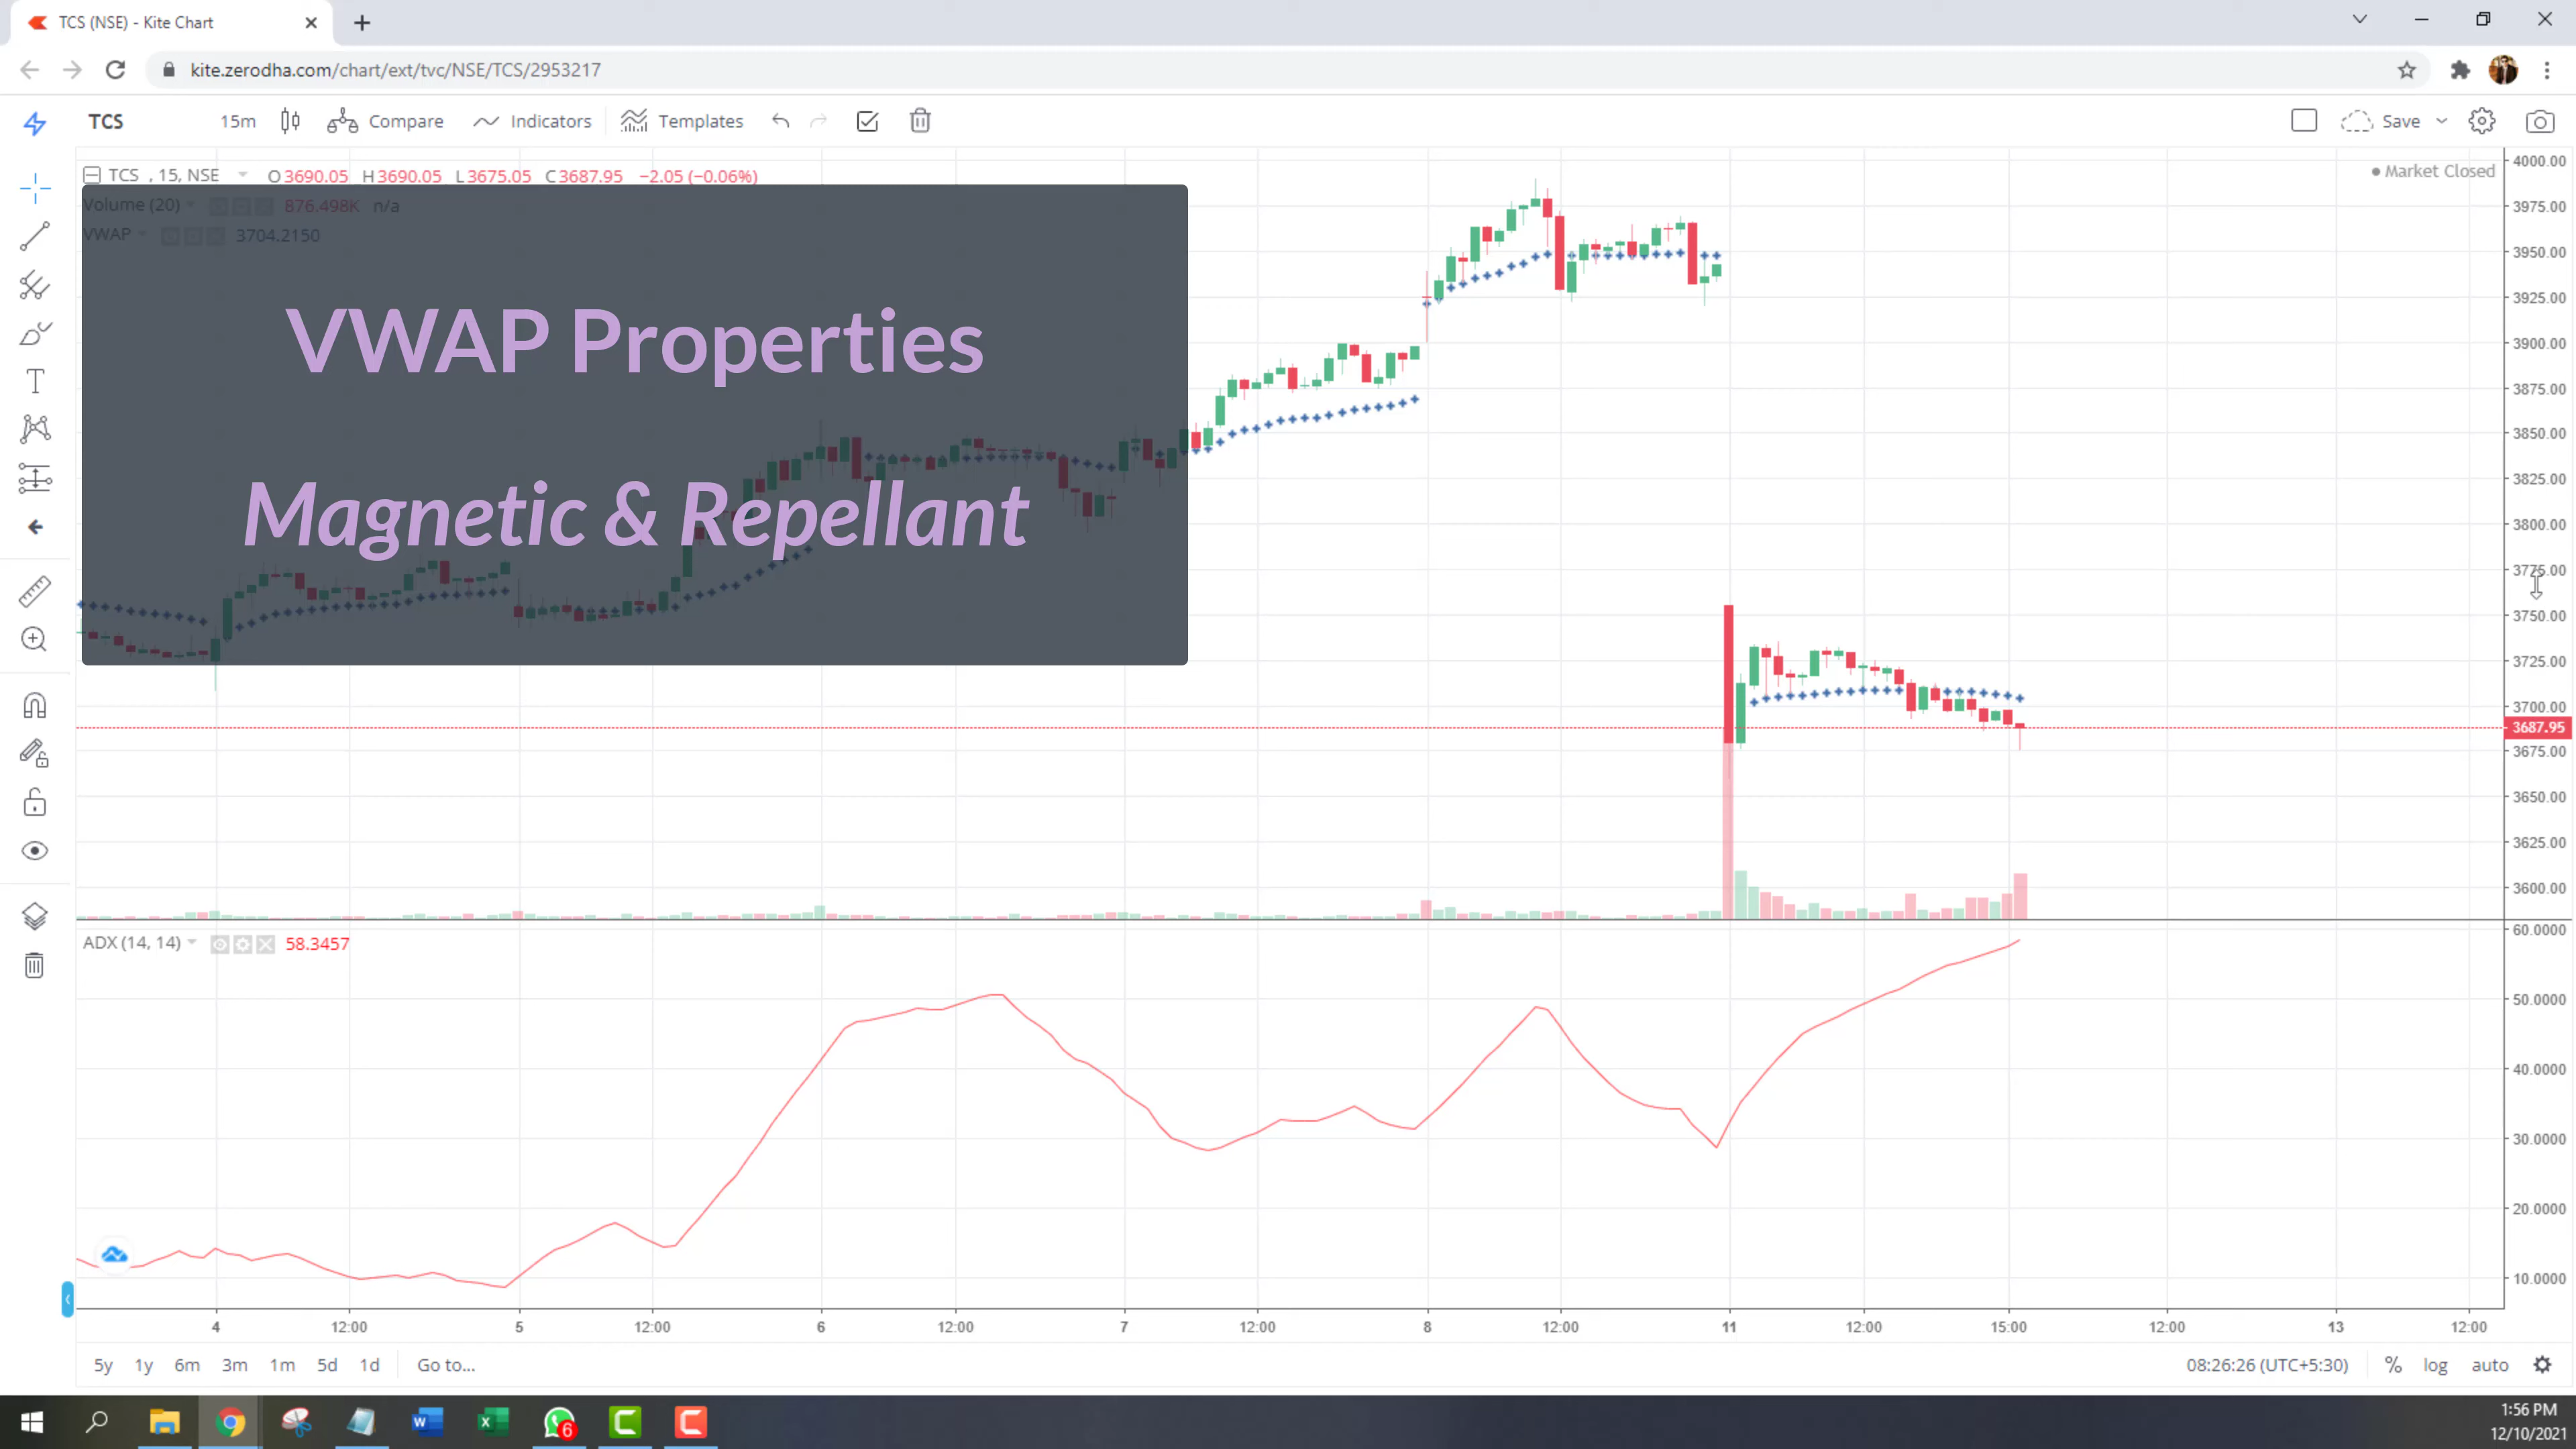 TCS (NSE) - Kite Chart
kite.zerodha.com/chart/ext/tvc/NSE/TCS/2953217
TCS 15m Compare Indicators Templates Save
TCS , 15, NSE O3690.05 H3690.05 L3675.05 C3687.95 −2.05 (−0.06%)
Market Closed
Volume (20) 876.498K n/a
VWAP 3704.2150
VWAP Properties
Magnetic & Repellant
4000.00
3975.00
3950.00
3925.00
3900.00
3875.00
3850.00
3825.00
3800.00
3775.00
3750.00
3725.00
3700.00
3687.95
3675.00
3650.00
3625.00
3600.00
ADX (14, 14) 58.3457
60.0000
50.0000
40.0000
30.0000
20.0000
10.0000
4 12:00 5 12:00 6 12:00 7 12:00 8 12:00 11 12:00 15:00 12:00 13 12:00
5y 1y 6m 3m 1m 5d 1d Go to... 08:26:26 (UTC+5:30) % log auto
6
1:56 PM
12/10/2021